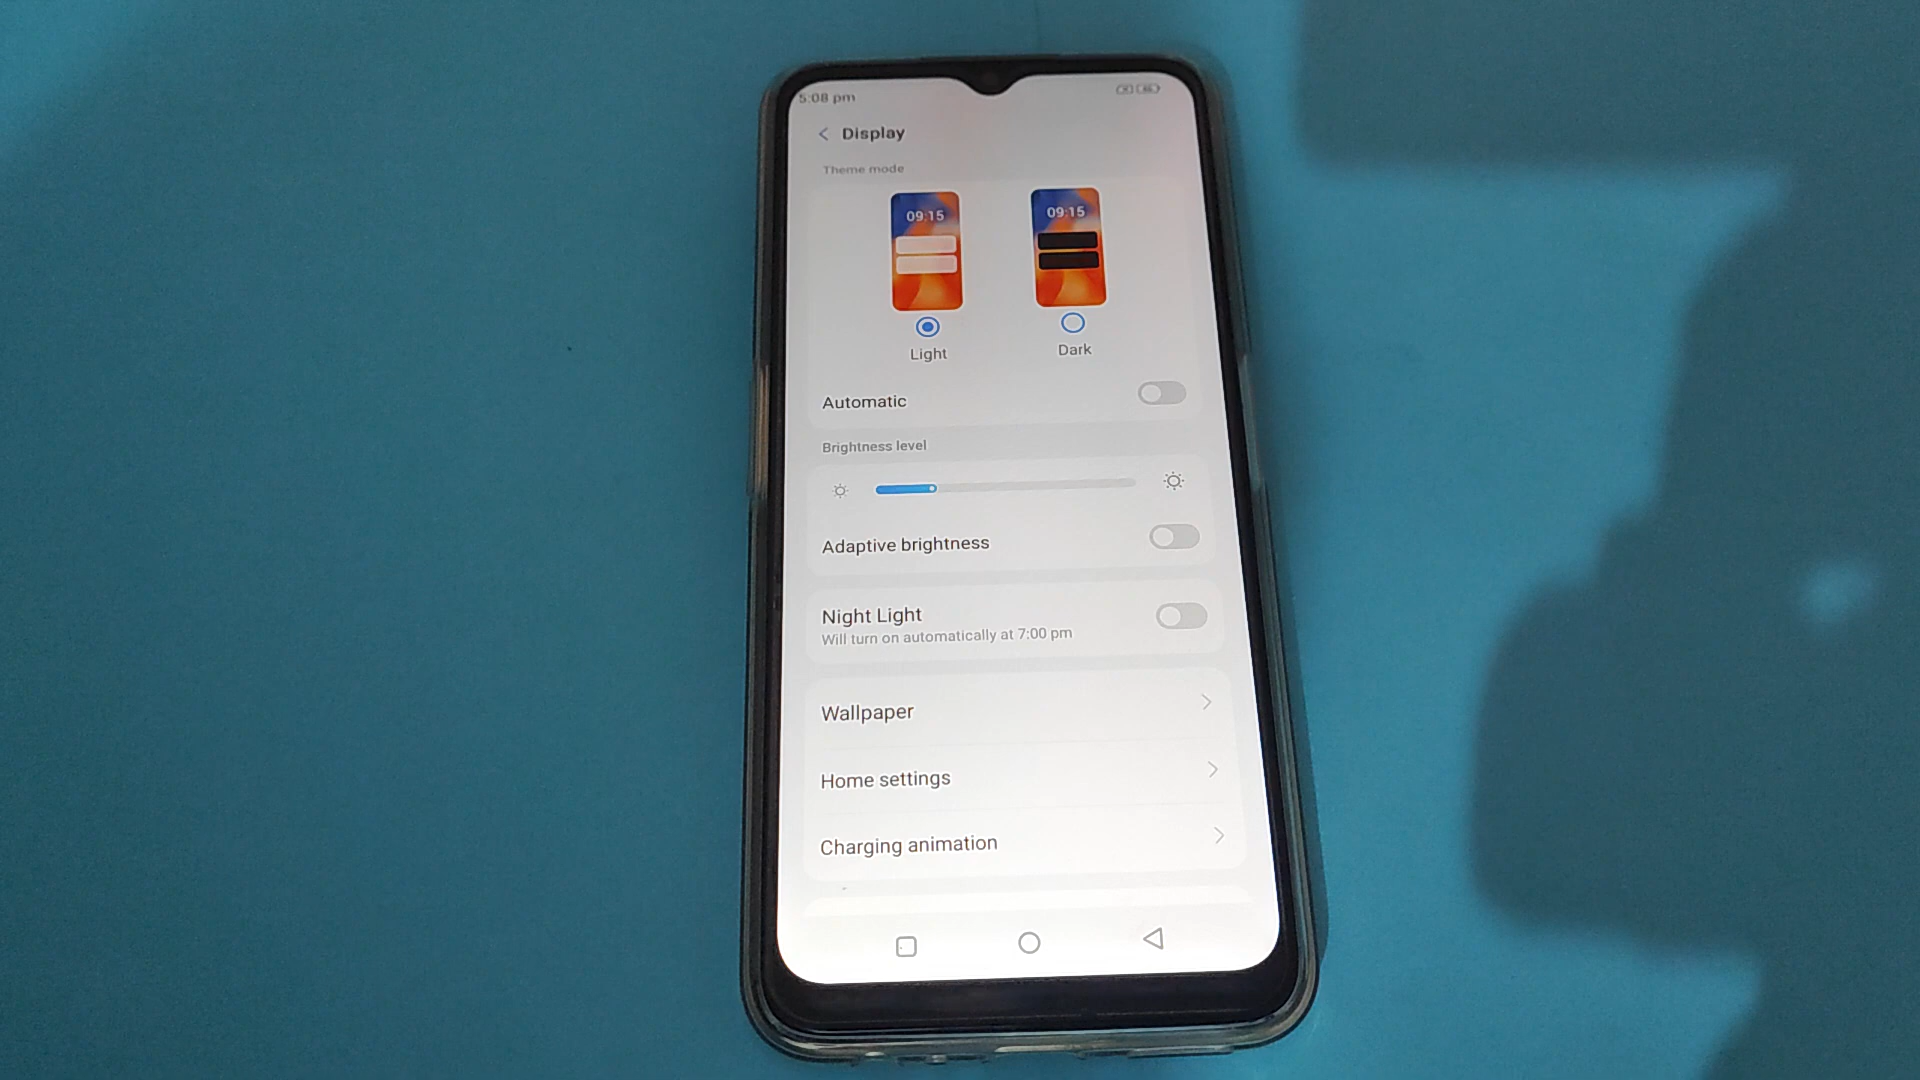 5:08 pm
Display
Theme mode
09:15
09:15
Light
Dark
Automatic
Brightness level
Adaptive brightness
Night Light
Will turn on automatically at 7:00 pm
Wallpaper
Home settings
Charging animation